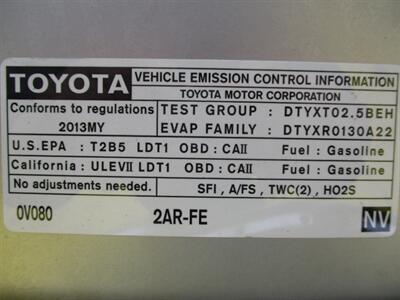 TOYOTA
VEHICLE EMISSION CONTROL INFORMATION
TOYOTA MOTOR CORPORATION
Conforms to regulations
2013MY
TEST GROUP : DTYXT02.5BEH
EVAP FAMILY : DTYXR0130A22
U.S.EPA : T2B5 LDT1 OBD : CAII Fuel : Gasoline
California : ULEVII LDT1 OBD : CAII Fuel : Gasoline
No adjustments needed. SFI , A/FS, TWC(2) , HO2S
0V080 2AR-FE NV